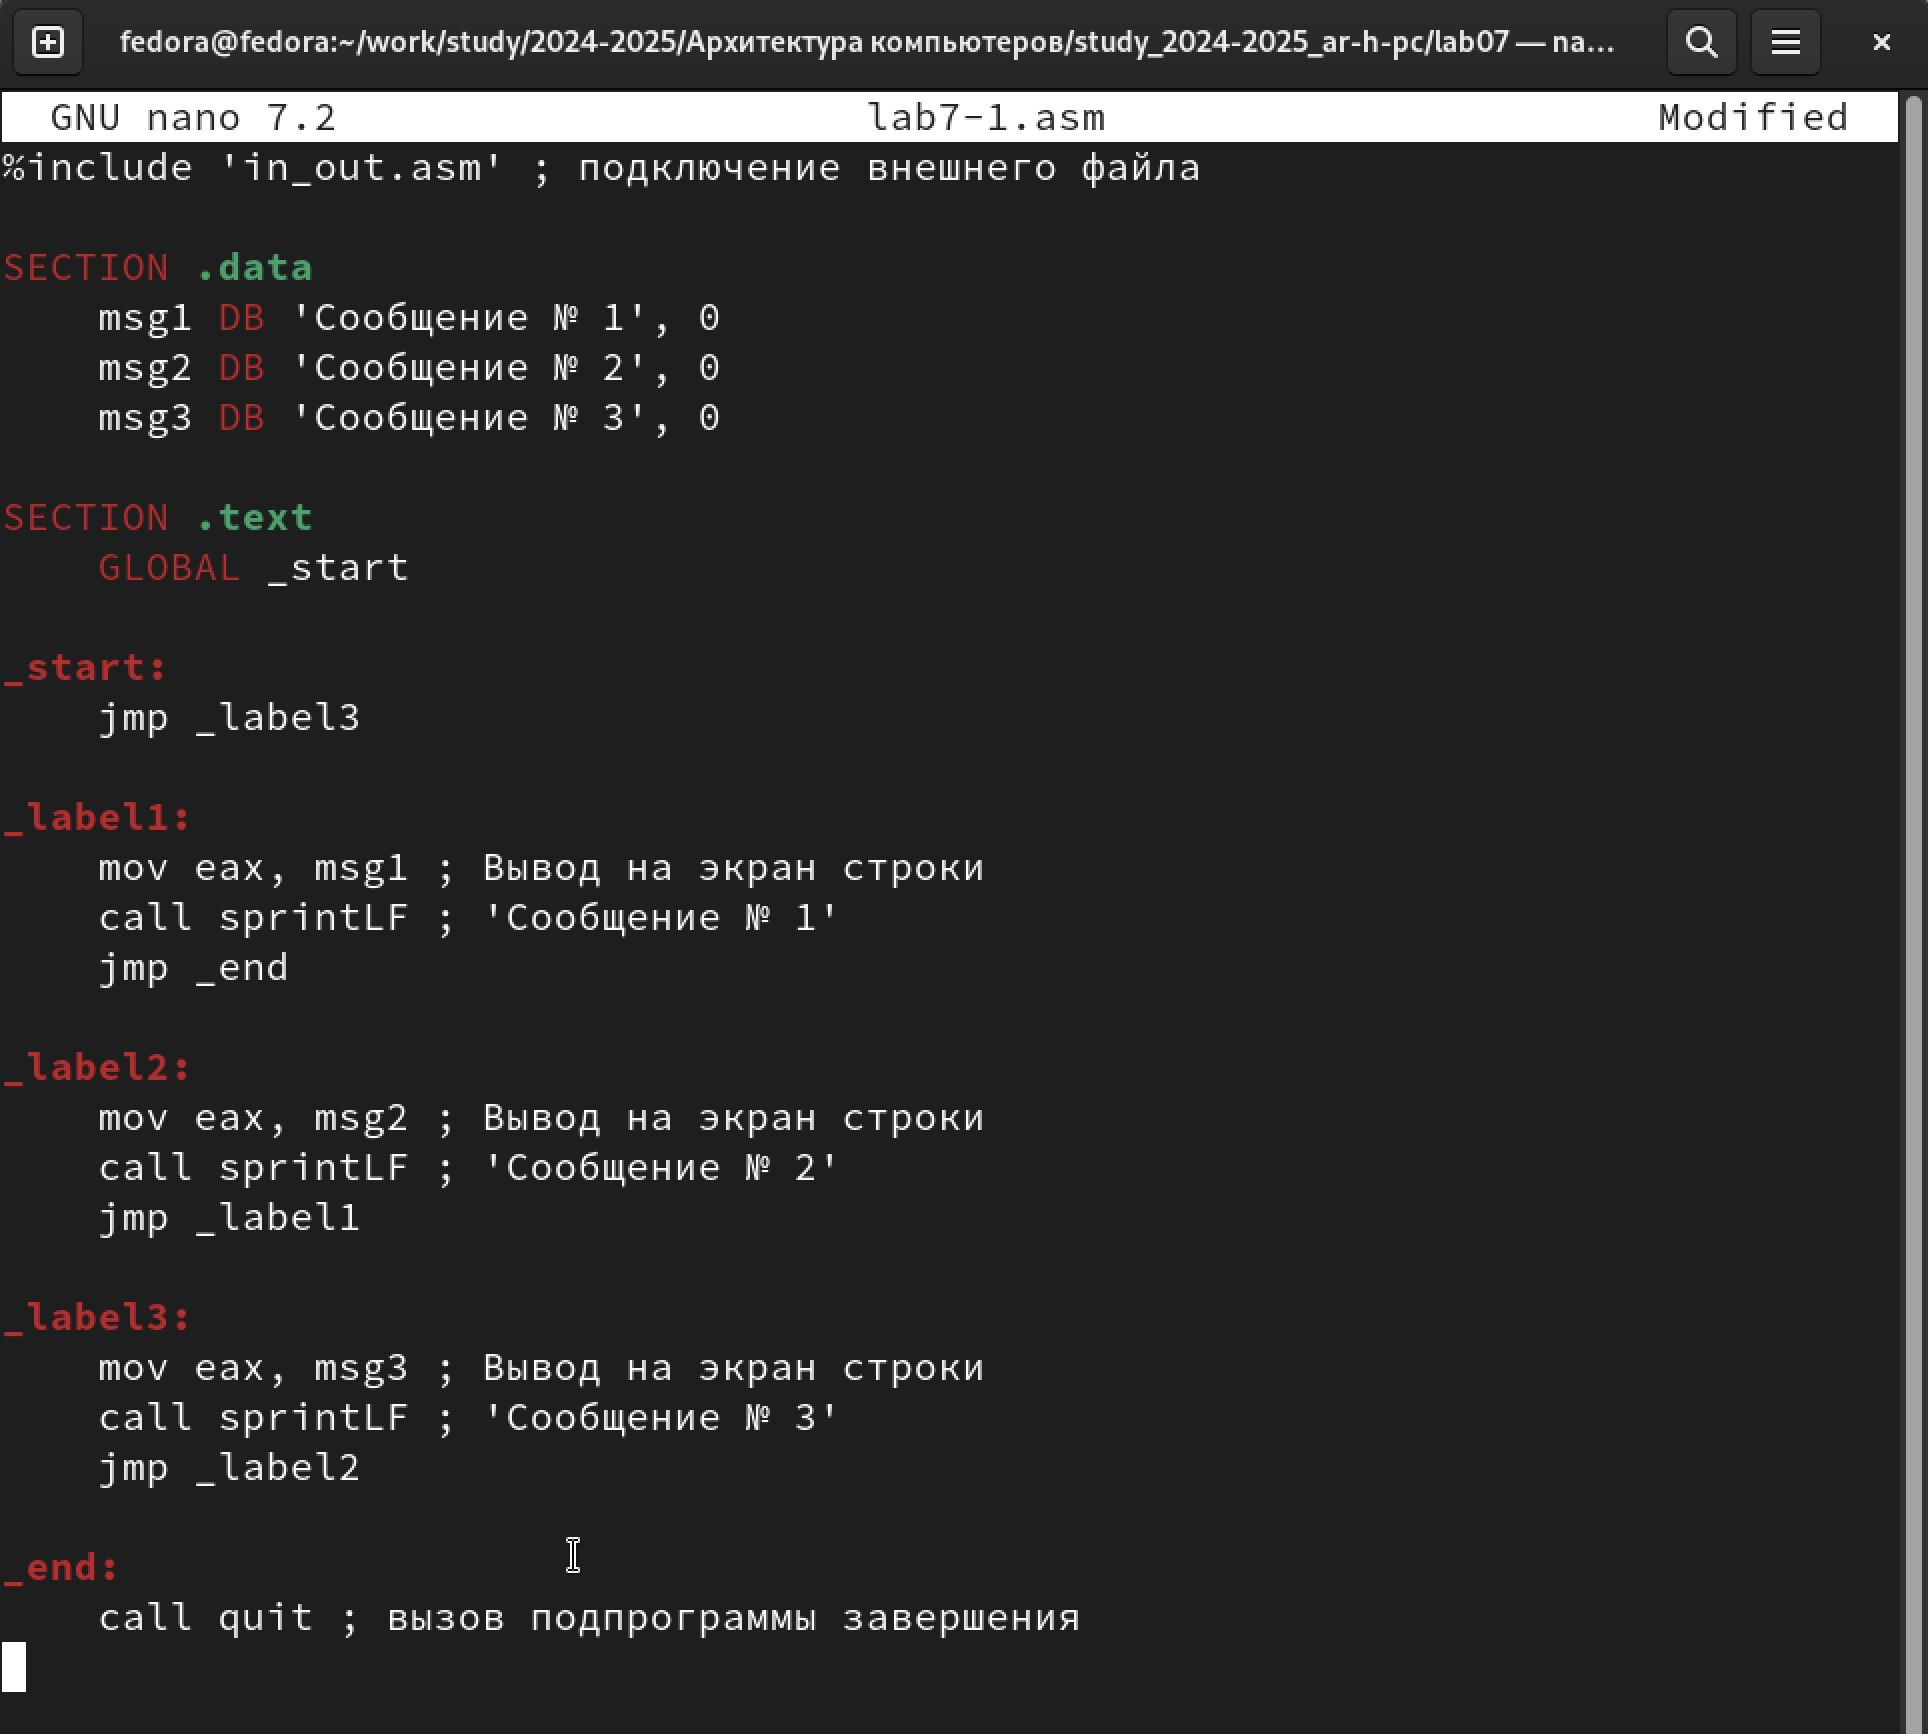 fedora@fedora:~/work/study/2024-2025/Архитектура компьютеров/study_2024-2025_ar-h-pc/lab07 — na...
GNU nano 7.2 lab7-1.asm Modified
%include 'in_out.asm' ; подключение внешнего файла
SECTION .data
msg1 DB 'Сообщение № 1', 0
msg2 DB 'Сообщение № 2', 0
msg3 DB 'Сообщение № 3', 0
SECTION .text
GLOBAL _start
_start:
jmp _label3
_label1:
mov eax, msg1 ; Вывод на экран строки
call sprintLF ; 'Сообщение № 1'
jmp _end
_label2:
mov eax, msg2 ; Вывод на экран строки
call sprintLF ; 'Сообщение № 2'
jmp _label1
_label3:
mov eax, msg3 ; Вывод на экран строки
call sprintLF ; 'Сообщение № 3'
jmp _label2
_end:
call quit ; вызов подпрограммы завершения